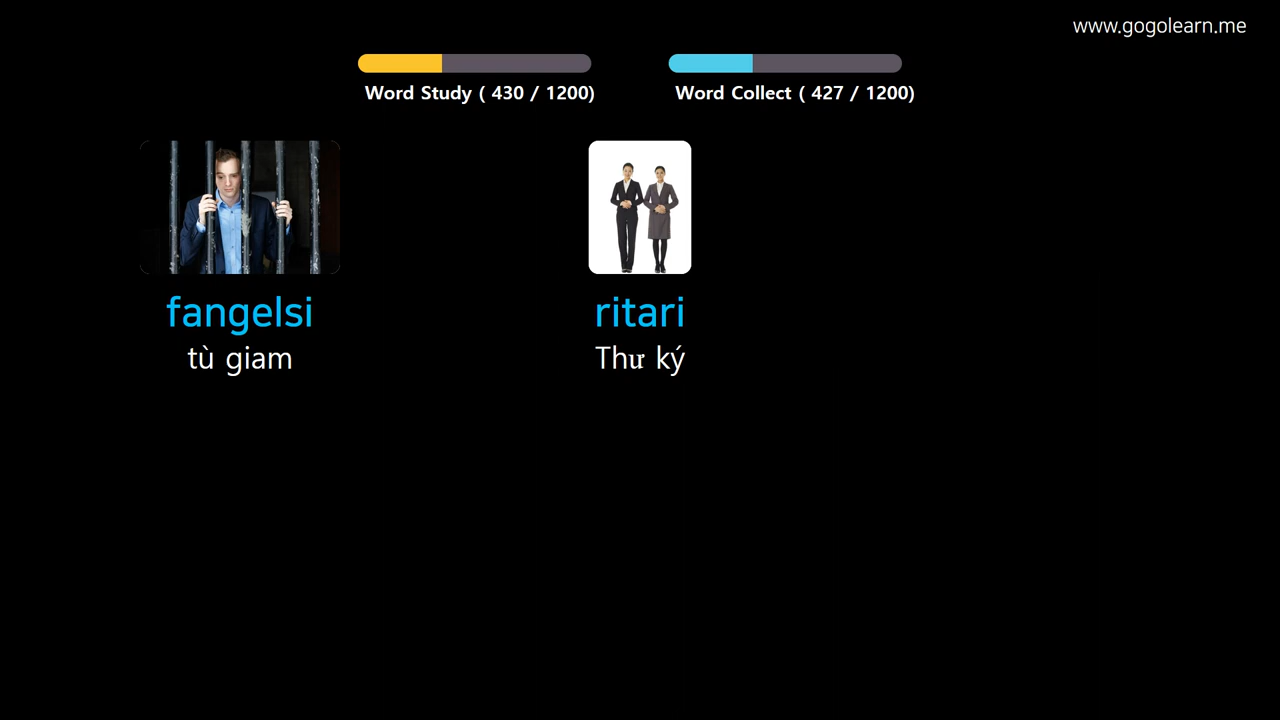 www.gogolearn.me
Word Study ( 430 / 1200)
Word Collect ( 427 / 1200)
fangelsi
tù giam
ritari
Thư ký